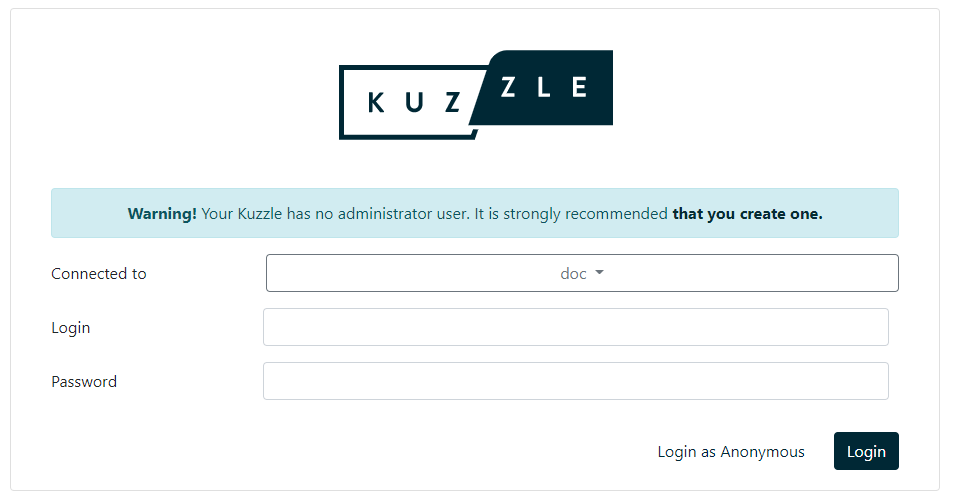 KUZZLE
Warning! Your Kuzzle has no administrator user. It is strongly recommended that you create one.
Connected to
doc
Login
Password
Login as Anonymous
Login